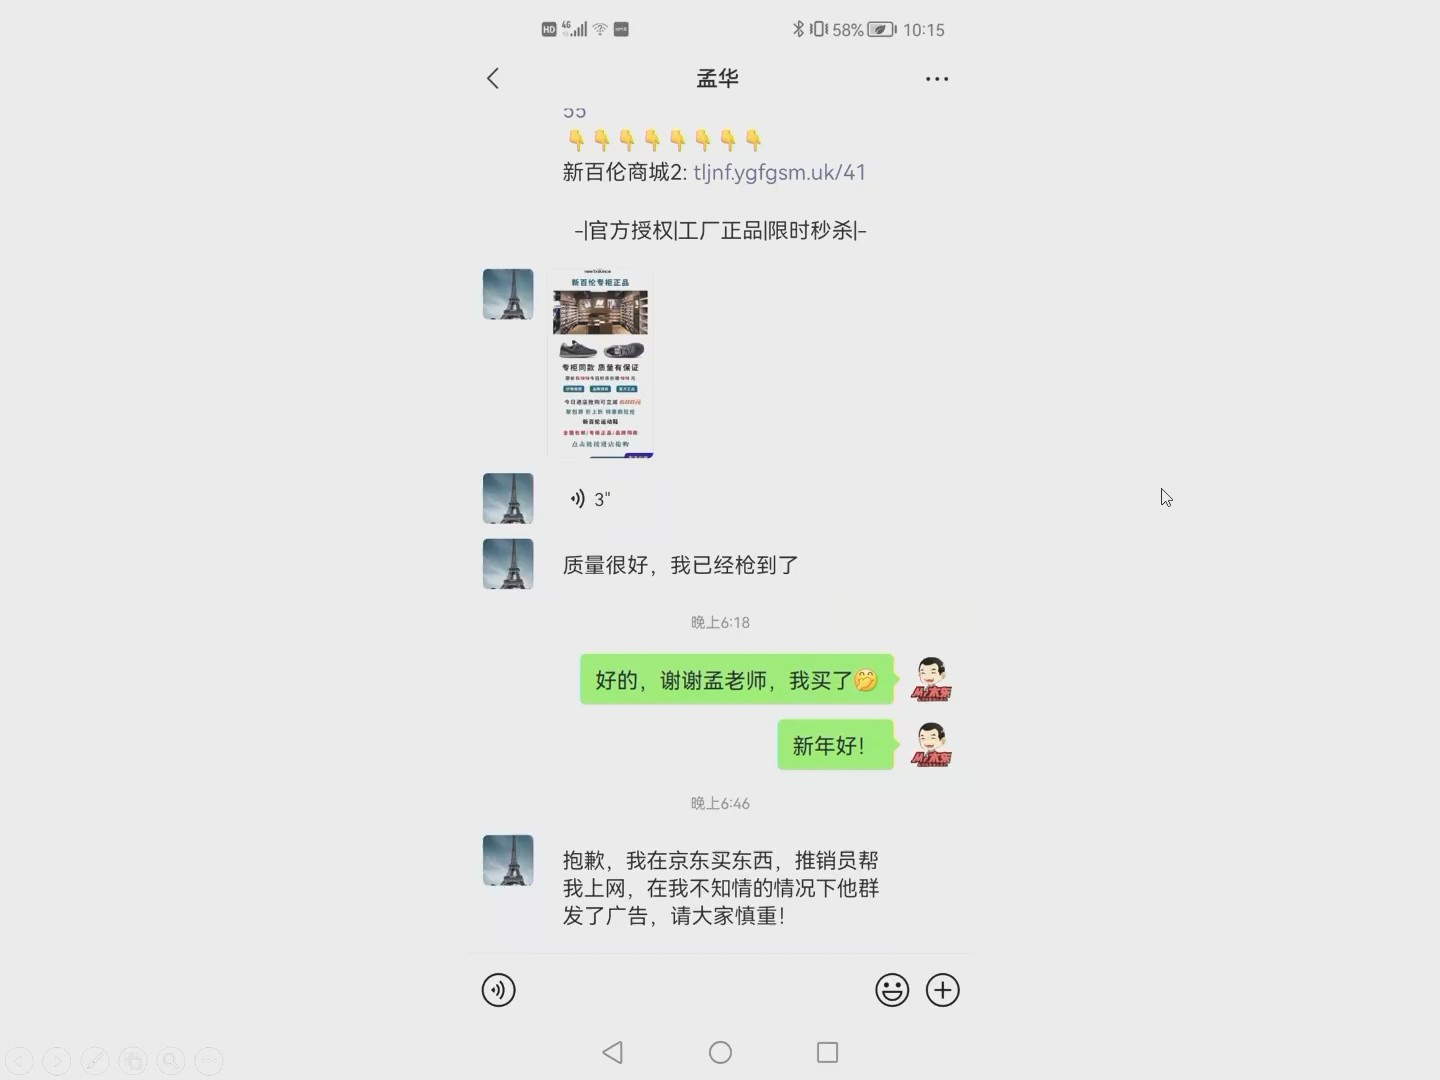 HD 4G 58% 10:15
孟华
55
👇👇👇👇👇👇👇👇
新百伦商城2: tljnf.ygfgsm.uk/41
-|官方授权|工厂正品|限时秒杀|-
new balance
新百伦专柜正品
专柜同款 质量有保证
新百伦运动鞋
点击链接进店抢购
3"
质量很好，我已经枪到了
晚上6:18
好的，谢谢孟老师，我买了🤭
新年好！
晚上6:46
抱歉，我在京东买东西，推销员帮
我上网，在我不知情的情况下他群
发了广告，请大家慎重！